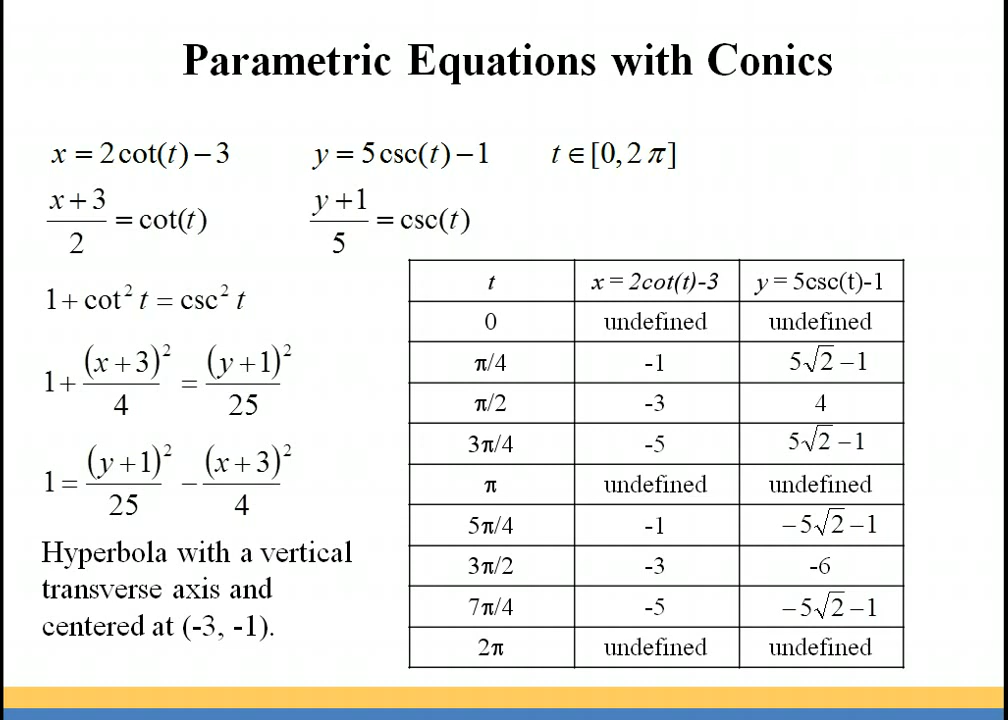 Parametric Equations with Conics
x = 2cot(t) − 3 y = 5csc(t) − 1 t ∈ [0, 2π]
(x + 3)/2 = cot(t) (y + 1)/5 = csc(t)
1 + cot² t = csc² t
1 + (x + 3)²/4 = (y + 1)²/25
1 = (y + 1)²/25 − (x + 3)²/4
Hyperbola with a vertical
transverse axis and
centered at (-3, -1).
t x = 2cot(t)-3 y = 5csc(t)-1
0 undefined undefined
π/4 -1 5√2 − 1
π/2 -3 4
3π/4 -5 5√2 − 1
π undefined undefined
5π/4 -1 −5√2 − 1
3π/2 -3 -6
7π/4 -5 −5√2 − 1
2π undefined undefined